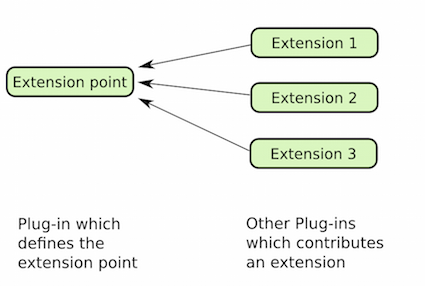 Extension 1
Extension point
Extension 2
Extension 3
Plug-in which
defines the
extension point
Other Plug-ins
which contributes
an extension